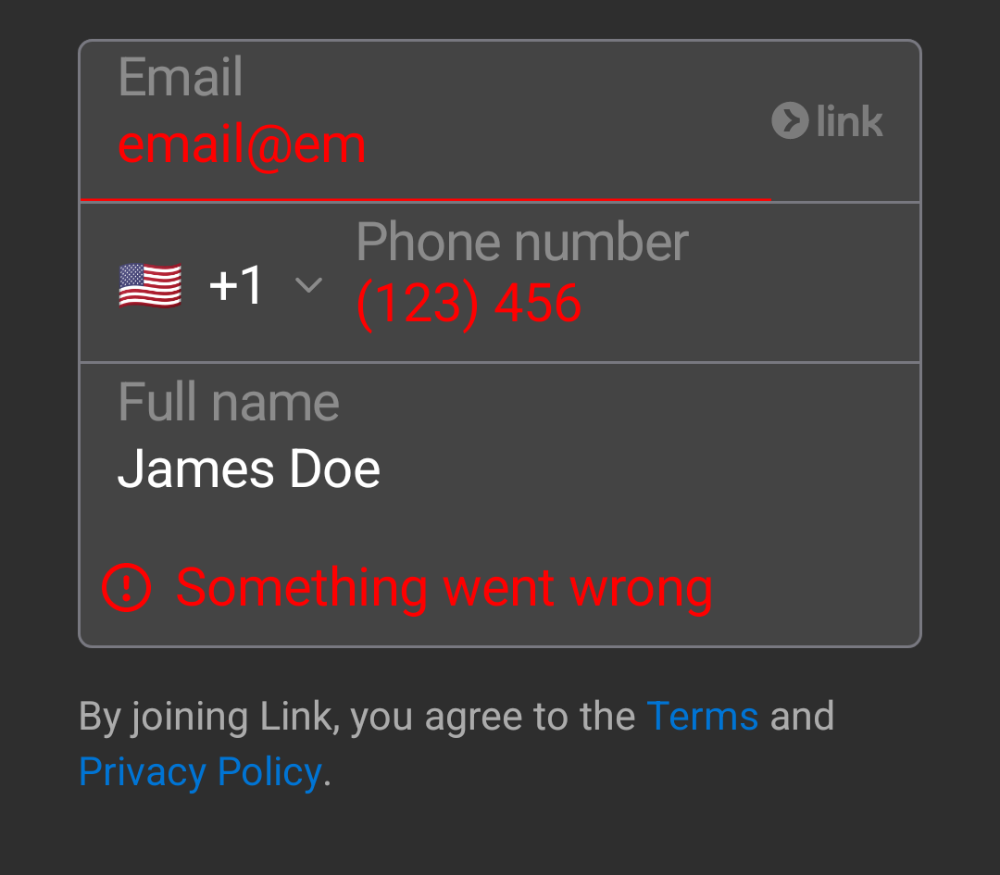 Email
email@em
link
Phone number
+1 (123) 456
Full name
James Doe
Something went wrong
By joining Link, you agree to the Terms and
Privacy Policy.